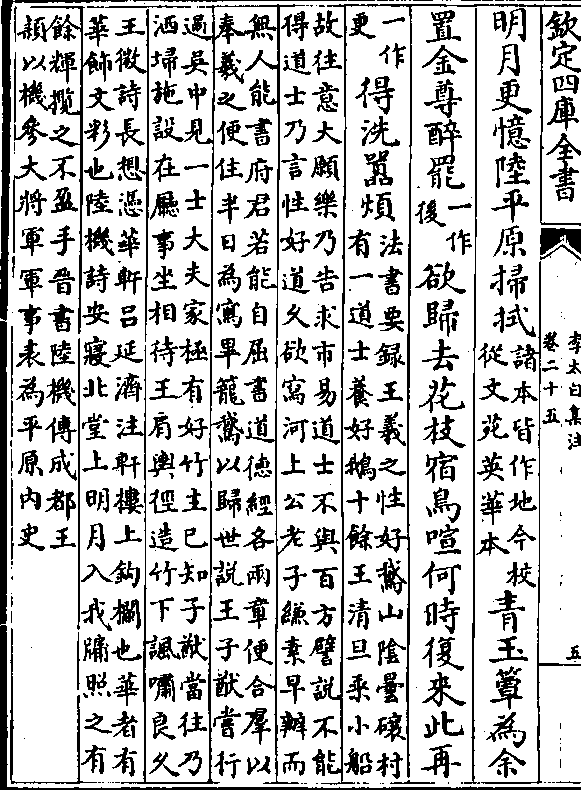 欽定四庫全書
李太白集注
卷二十五
五
明月更憶陸平原掃拭諸本皆作地今校
從文苑英華本青玉簟為余
置金尊醉罷一作
後欲歸去花枝宿鳥喧何時復來此再
一作
更得洗囂煩法書要録王羲之性好鵞山陰曇村
有一道士養好鵝十餘王清旦乘小船
故往意大願樂乃告求市易道士不與百方譬説不能
得道士乃言性好道久欲寫河上公老子縑素早辦而
無人能書府君若能自屈書道德經各兩章便合羣以
奉羲之便住半日為寫畢籠鵞以歸世説王子猷嘗行
過吳中見一士大夫家極有好竹主已知子猷當往乃
洒埽施設在廳事坐相待王肩輿徑造竹下諷嘯良久
王微詩長想憑華軒吕延濟注軒樓上鈎欄也華者有
華飾文彩也陸機詩安寢北堂上明月入我牖照之有
餘輝攬之不盈手晉書陸機傳成都王
頴以機參大將軍軍事表為平原内史